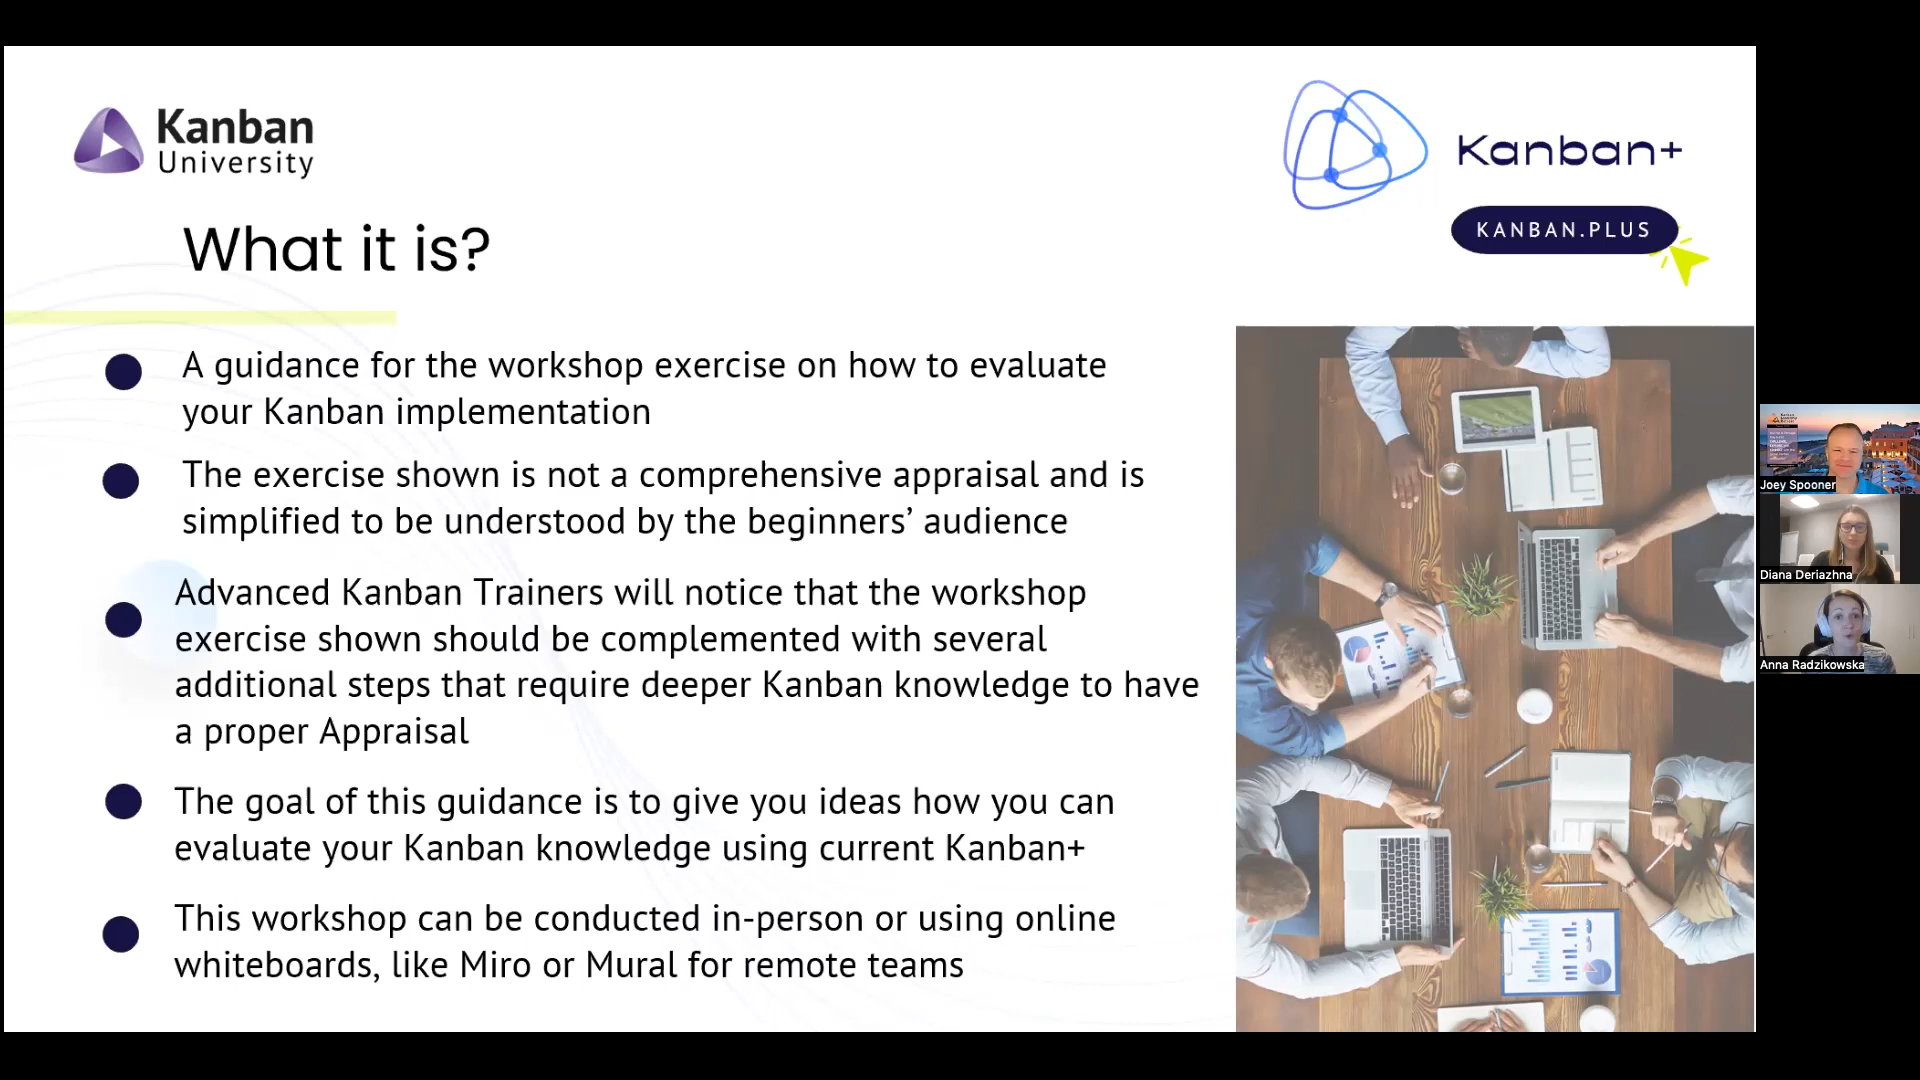 Kanban
University
Kanban+
KANBAN.PLUS
What it is?
A guidance for the workshop exercise on how to evaluate
your Kanban implementation
The exercise shown is not a comprehensive appraisal and is
simplified to be understood by the beginners’ audience
Advanced Kanban Trainers will notice that the workshop
exercise shown should be complemented with several
additional steps that require deeper Kanban knowledge to have
a proper Appraisal
The goal of this guidance is to give you ideas how you can
evaluate your Kanban knowledge using current Kanban+
This workshop can be conducted in-person or using online
whiteboards, like Miro or Mural for remote teams
Joey Spooner
Diana Deriazhna
Anna Radzikowska